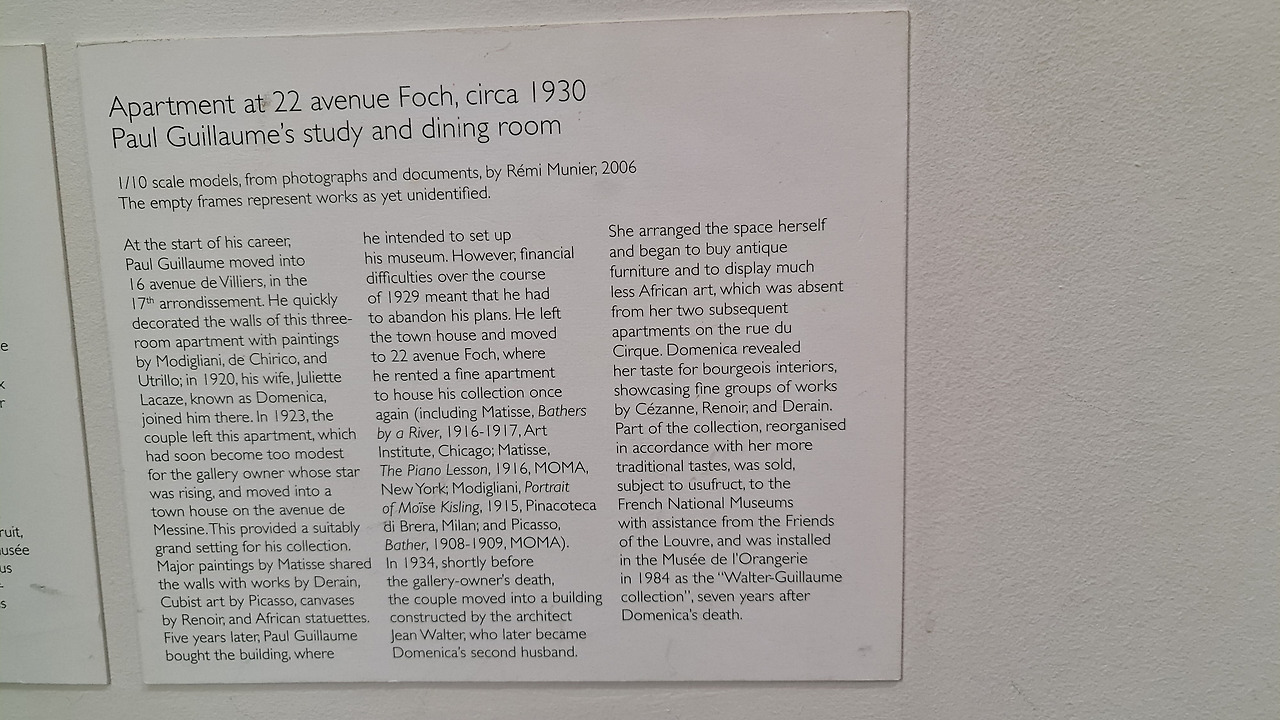 Apartment at 22 avenue Foch, circa 1930
Paul Guillaume's study and dining room
1/10 scale models, from photographs and documents, by Rémi Munier, 2006
The empty frames represent works as yet unidentified.
At the start of his career,
Paul Guillaume moved into
16 avenue de Villiers, in the
17th arrondissement. He quickly
decorated the walls of this three-
room apartment with paintings
by Modigliani, de Chirico, and
Utrillo; in 1920, his wife, Juliette
Lacaze, known as Domenica,
joined him there. In 1923, the
couple left this apartment, which
had soon become too modest
for the gallery owner whose star
was rising, and moved into a
town house on the avenue de
Messine. This provided a suitably
grand setting for his collection.
Major paintings by Matisse shared
the walls with works by Derain,
Cubist art by Picasso, canvases
by Renoir, and African statuettes.
Five years later, Paul Guillaume
bought the building, where
he intended to set up
his museum. However, financial
difficulties over the course
of 1929 meant that he had
to abandon his plans. He left
the town house and moved
to 22 avenue Foch, where
he rented a fine apartment
to house his collection once
again (including Matisse, Bathers
by a River, 1916-1917, Art
Institute, Chicago; Matisse,
The Piano Lesson, 1916, MOMA,
New York; Modigliani, Portrait
of Moïse Kisling, 1915, Pinacoteca
di Brera, Milan; and Picasso,
Bather, 1908-1909, MOMA).
In 1934, shortly before
the gallery-owner's death,
the couple moved into a building
constructed by the architect
Jean Walter, who later became
Domenica's second husband.
She arranged the space herself
and began to buy antique
furniture and to display much
less African art, which was absent
from her two subsequent
apartments on the rue du
Cirque. Domenica revealed
her taste for bourgeois interiors,
showcasing fine groups of works
by Cézanne, Renoir, and Derain.
Part of the collection, reorganised
in accordance with her more
traditional tastes, was sold,
subject to usufruct, to the
French National Museums
with assistance from the Friends
of the Louvre, and was installed
in the Musée de l'Orangerie
in 1984 as the "Walter-Guillaume
collection", seven years after
Domenica's death.